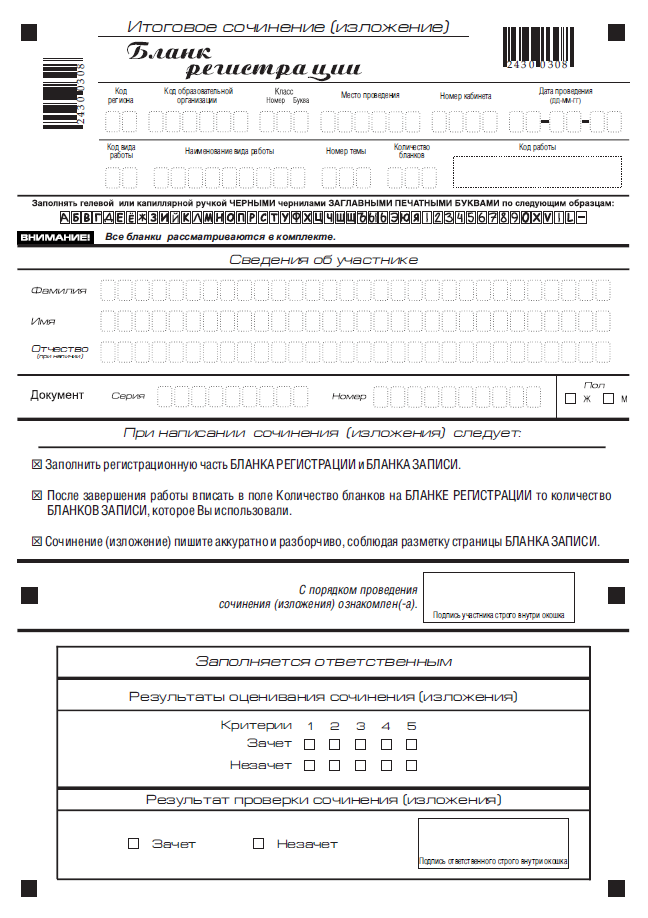 Итоговое сочинение (изложение)
Бланк
регистрации
2430 0308
2430 0308
Код региона
Код образовательной организации
Класс
Номер Буква
Место проведения
Номер кабинета
Дата проведения
(ДД-ММ-ГГ)
Код вида работы
Наименование вида работы
Номер темы
Количество бланков
Код работы
Заполнять гелевой или капиллярной ручкой ЧЕРНЫМИ чернилами ЗАГЛАВНЫМИ ПЕЧАТНЫМИ БУКВАМИ по следующим образцам:
АБВГДЕЁЖЗИЙКЛМНОПРСТУФХЦЧШЩЪЫЬЭЮЯ1234567890XVIL-
ВНИМАНИЕ! Все бланки рассматриваются в комплекте.
Сведения об участнике
Фамилия
Имя
Отчество
(при наличии)
Документ Серия Номер
Пол
Ж М
При написании сочинения (изложения) следует:
Заполнить регистрационную часть БЛАНКА РЕГИСТРАЦИИ и БЛАНКА ЗАПИСИ.
После завершения работы вписать в поле Количество бланков на БЛАНКЕ РЕГИСТРАЦИИ то количество
БЛАНКОВ ЗАПИСИ, которое Вы использовали.
Сочинение (изложение) пишите аккуратно и разборчиво, соблюдая разметку страницы БЛАНКА ЗАПИСИ.
С порядком проведения
сочинения (изложения) ознакомлен(-а).
Подпись участника строго внутри окошка
Заполняется ответственным
Результаты оценивания сочинения (изложения)
Критерии 1 2 3 4 5
Зачет
Незачет
Результат проверки сочинения (изложения)
Зачет Незачет
Подпись ответственного строго внутри окошка